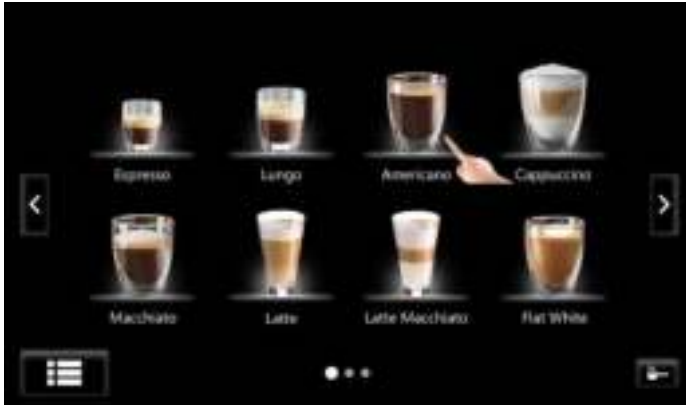 Espresso
Lungo
Americano
Cappuccino
Macchiato
Latte
Latte Macchiato
Flat White